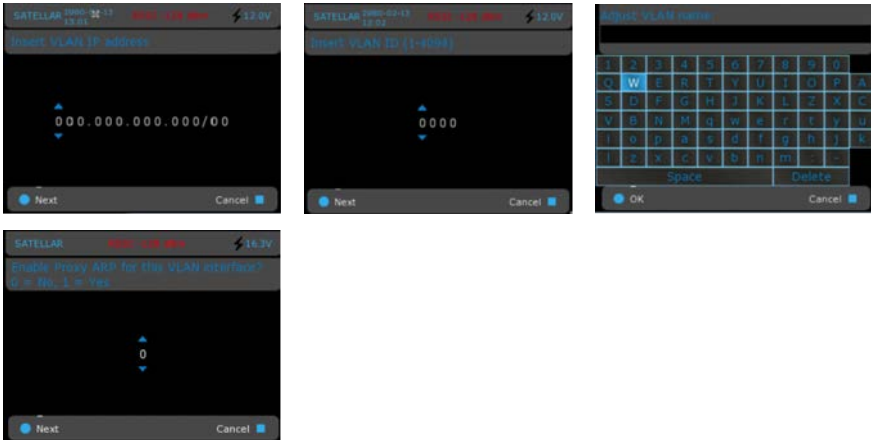 SATELLAR 13:01 12.0V
Insert VLAN IP address
000.000.000.000/00
Next Cancel
SATELLAR 12.0V
Insert VLAN ID (1-4094)
0000
Next Cancel
Adjust VLAN name
1 2 3 4 5 6 7 8 9 0
Q W E R T Y U I O P A
S D F G H J K L Z X C
V B N M q w e r t y u
i o p a s d f g h j k
l z x c v b n m . -
Space Delete
OK Cancel
SATELLAR 16.3V
Enable Proxy ARP for this VLAN interface?
0 = No, 1 = Yes
0
Next Cancel